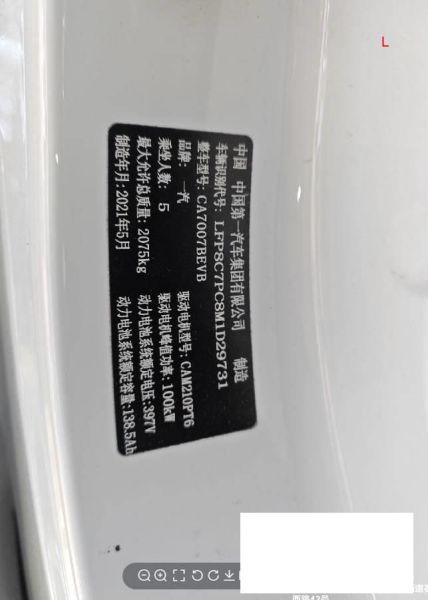 L
中国 中国第一汽车集团有限公司 制造
车辆识别代号: LFP8C7PC8M1D29731
整车型号: CA7007BEVB
品牌: 一汽 驱动电机型号: CAM210PT6
乘坐人数: 5 驱动电机峰值功率: 100kW
最大允许总质量: 2075kg 动力电池系统额定电压: 397V
制造年月: 2021年5月 动力电池系统额定容量: 138.5Ah